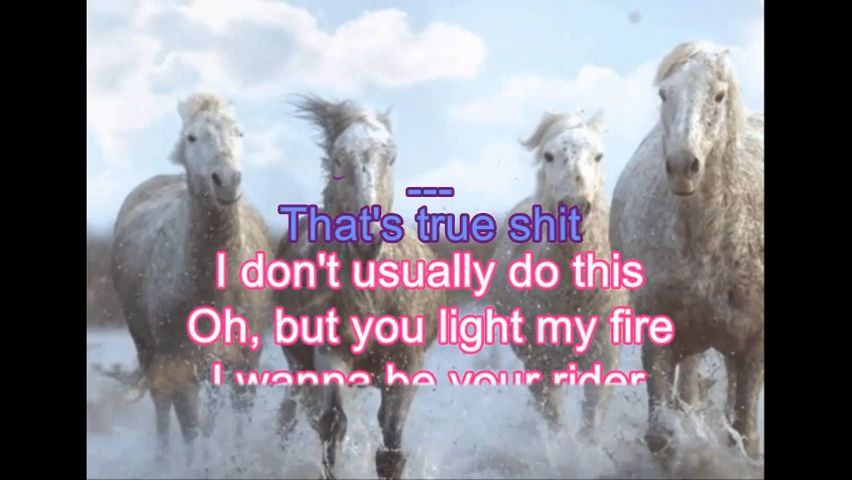 ---
That's true shit
I don't usually do this
Oh, but you light my fire
I wanna be your rider